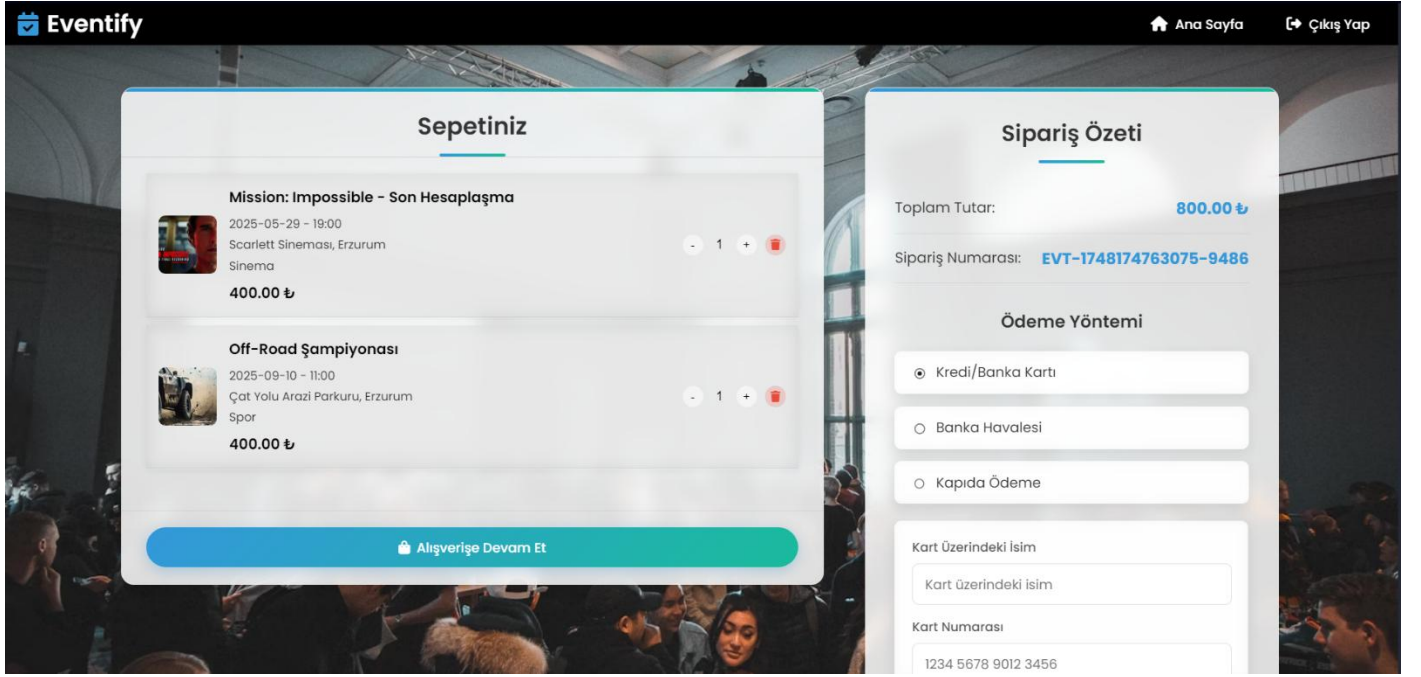 Eventify
Ana Sayfa
Çıkış Yap
Sepetiniz
Mission: Impossible - Son Hesaplaşma
2025-05-29 - 19:00
Scarlett Sineması, Erzurum
Sinema
400.00 ₺
- 1 +
Off-Road Şampiyonası
2025-09-10 - 11:00
Çat Yolu Arazi Parkuru, Erzurum
Spor
400.00 ₺
- 1 +
Alışverişe Devam Et
Sipariş Özeti
Toplam Tutar: 800.00 ₺
Sipariş Numarası: EVT-1748174763075-9486
Ödeme Yöntemi
Kredi/Banka Kartı
Banka Havalesi
Kapıda Ödeme
Kart Üzerindeki İsim
Kart üzerindeki isim
Kart Numarası
1234 5678 9012 3456